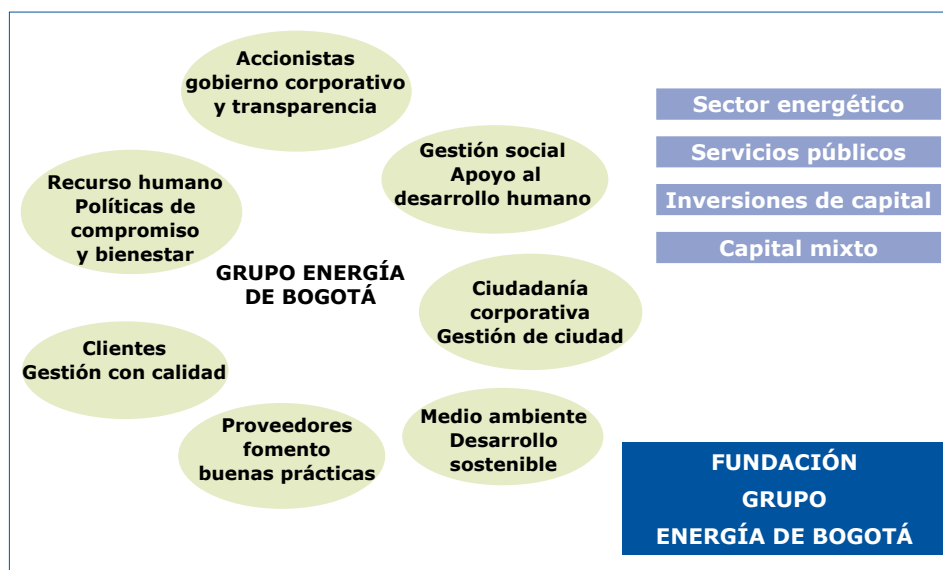 Accionistas
gobierno corporativo
y transparencia
Gestión social
Apoyo al
desarrollo humano
Recurso humano
Políticas de
compromiso
y bienestar
GRUPO ENERGÍA
DE BOGOTÁ
Ciudadanía
corporativa
Gestión de ciudad
Clientes
Gestión con calidad
Proveedores
fomento
buenas prácticas
Medio ambiente
Desarrollo
sostenible
Sector energético
Servicios públicos
Inversiones de capital
Capital mixto
FUNDACIÓN
GRUPO
ENERGÍA DE BOGOTÁ